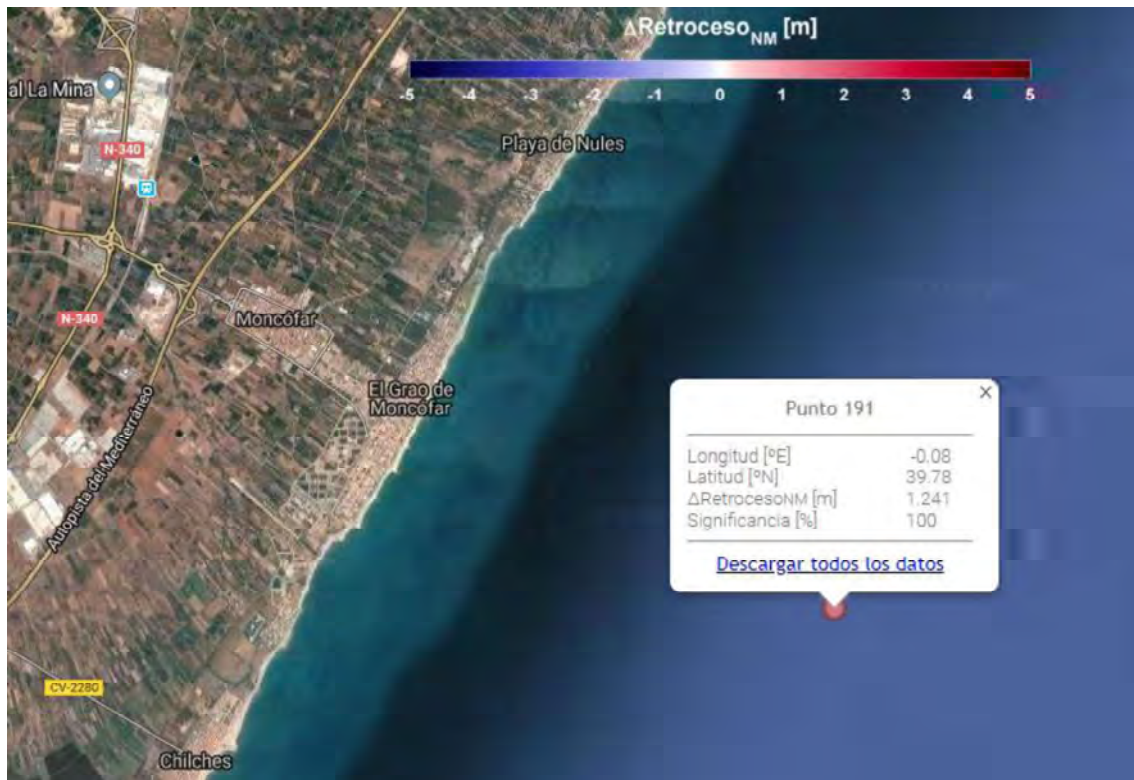 ΔRetroceso_NM [m]
-5 -4 -3 -2 -1 0 1 2 3 4 5
al La Mina
N-340
Playa de Nules
N-340
Moncófar
El Grao de
Moncófar
Autopista del Mediterráneo
CV-2280
Chilches
×
Punto 191
Longitud [ºE] -0.08
Latitud [ºN] 39.78
ΔRetrocesoNM [m] 1.241
Significancia [%] 100
Descargar todos los datos